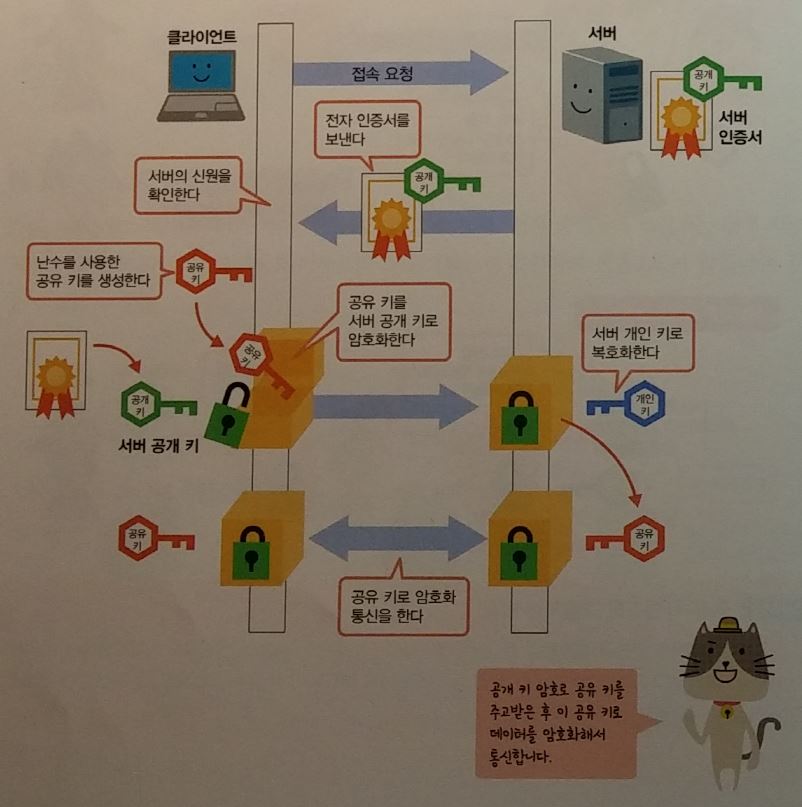 클라이언트
서버
접속 요청
공개
키
서버
인증서
전자 인증서를
보낸다
공개
키
서버의 신원을
확인한다
난수를 사용한
공유 키를 생성한다
공유
키
공유 키를
서버 공개 키로
암호화한다
공유
키
서버 개인 키로
복호화한다
공개
키
서버 공개 키
개인
키
공유
키
공유
키
공유 키로 암호화
통신을 한다
공개 키 암호로 공유 키를
주고받은 후 이 공유 키로
데이터를 암호화해서
통신합니다.